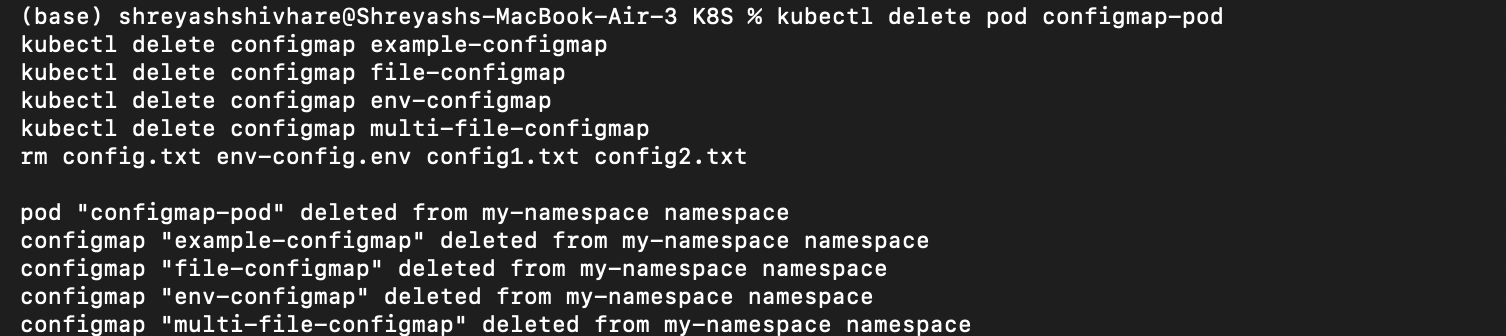 (base) shreyashshivhare@Shreyashs-MacBook-Air-3 K8S % kubectl delete pod configmap-pod
kubectl delete configmap example-configmap
kubectl delete configmap file-configmap
kubectl delete configmap env-configmap
kubectl delete configmap multi-file-configmap
rm config.txt env-config.env config1.txt config2.txt
pod "configmap-pod" deleted from my-namespace namespace
configmap "example-configmap" deleted from my-namespace namespace
configmap "file-configmap" deleted from my-namespace namespace
configmap "env-configmap" deleted from my-namespace namespace
configmap "multi-file-configmap" deleted from my-namespace namespace